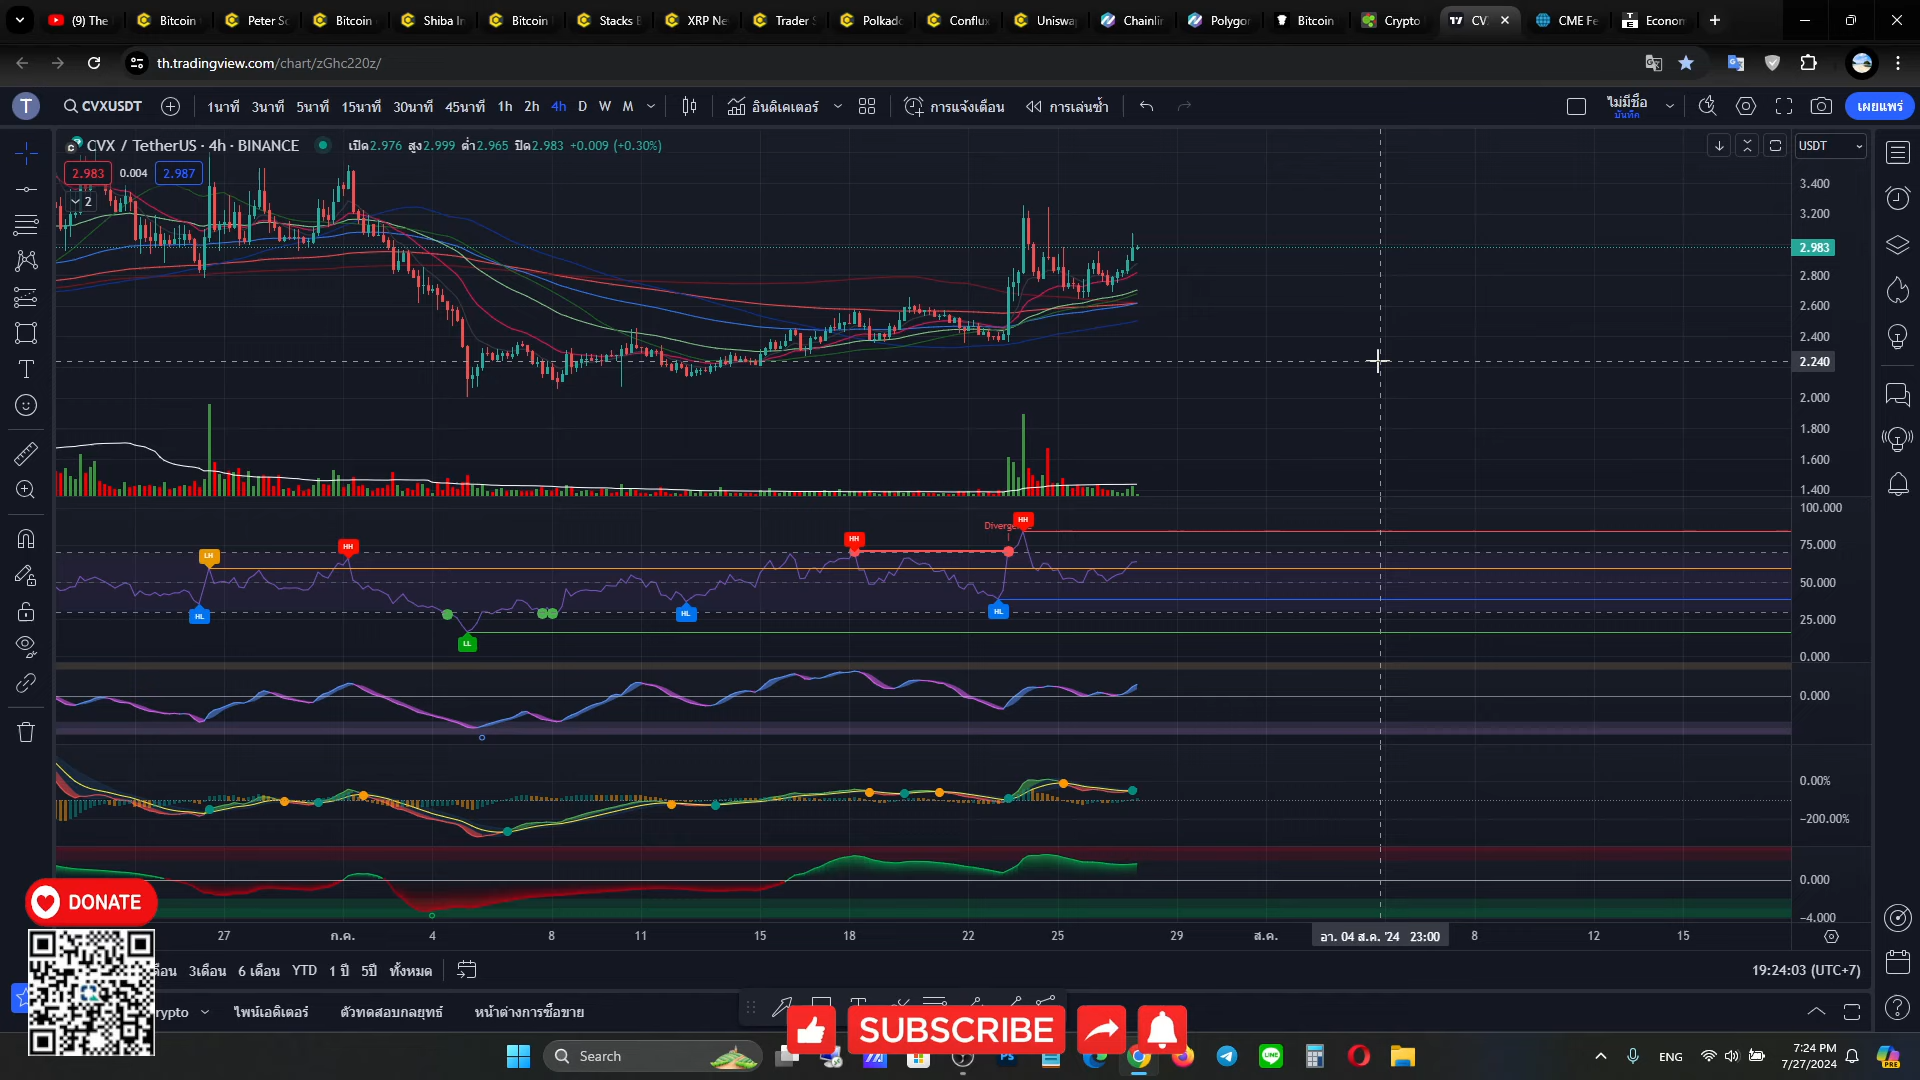 (9) The
Bitcoin
Peter Sc
Bitcoin
Shiba In
Bitcoin
Stacks
XRP Ne
Trader S
Polkado
Conflux
Uniswa
Chainlin
Polygo
Bitcoin
Crypto
CV
CME Fe
Econom
th.tradingview.com/chart/zGhc220z/
T
CVXUSDT
1นาที 3นาที 5นาที 15นาที 30นาที 45นาที 1h 2h 4h D W M
อินดิเคเตอร์
การแจ้งเตือน
การเล่นซ้ำ
ไม่มีชื่อ
บันทึก
เผยแพร่
CVX / TetherUS · 4h · BINANCE
เปิด2.976 สูง2.999 ต่ำ2.965 ปิด2.983 +0.009 (+0.30%)
USDT
2.983 0.004 2.987
2
3.400
3.200
2.983
2.800
2.600
2.400
2.240
2.000
1.800
1.600
1.400
100.000
75.000
50.000
25.000
0.000
0.000
0.00%
−200.00%
0.000
−4.000
LH
HL
HH
LL
HL
HH
HL
HH
DONATE
27 ก.ค. 4 8 11 15 18 22 25 29 ส.ค. อา. 04 ส.ค. '24 23:00 8 12 15
3เดือน 6 เดือน YTD 1 ปี 5ปี ทั้งหมด
19:24:03 (UTC+7)
ไพน์เอดิเตอร์
ตัวทดสอบกลยุทธ์
หน้าต่างการซื้อขาย
SUBSCRIBE
Search
ENG
7:24 PM
7/27/2024
PRE